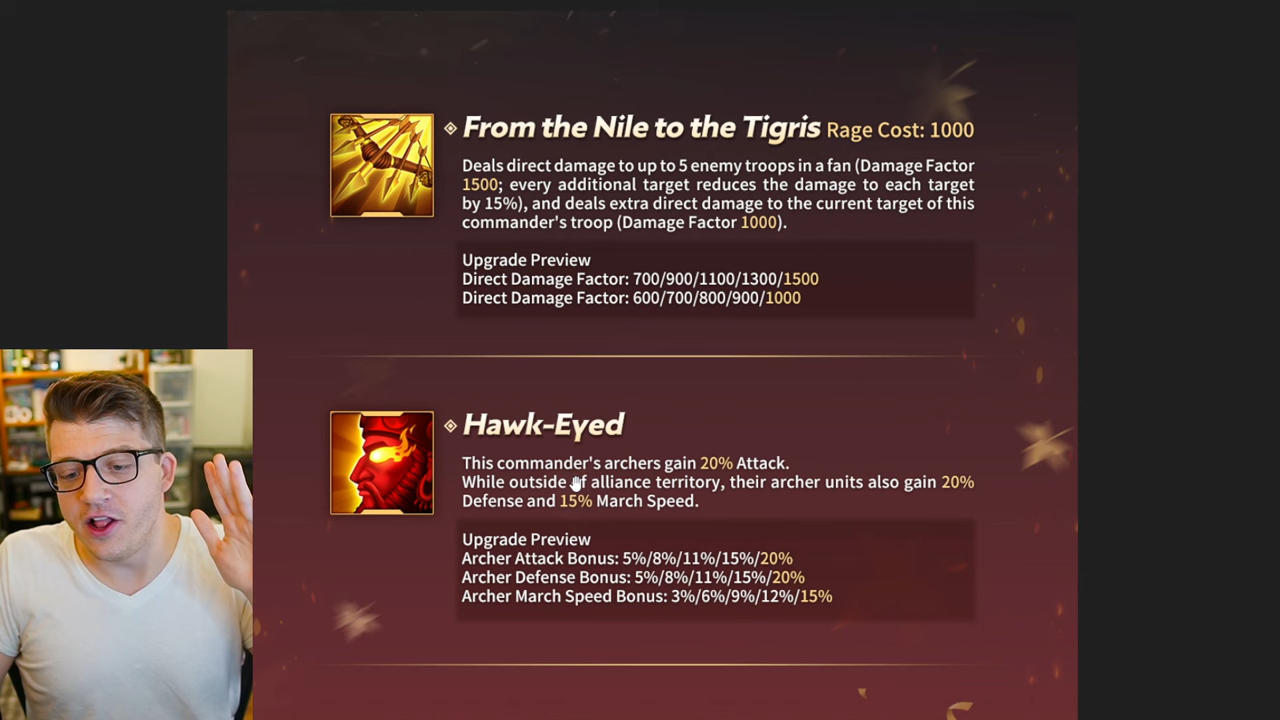 From the Nile to the Tigris Rage Cost: 1000
Deals direct damage to up to 5 enemy troops in a fan (Damage Factor
1500; every additional target reduces the damage to each target
by 15%), and deals extra direct damage to the current target of this
commander's troop (Damage Factor 1000).
Upgrade Preview
Direct Damage Factor: 700/900/1100/1300/1500
Direct Damage Factor: 600/700/800/900/1000
Hawk-Eyed
This commander's archers gain 20% Attack.
While outside of alliance territory, their archer units also gain 20%
Defense and 15% March Speed.
Upgrade Preview
Archer Attack Bonus: 5%/8%/11%/15%/20%
Archer Defense Bonus: 5%/8%/11%/15%/20%
Archer March Speed Bonus: 3%/6%/9%/12%/15%